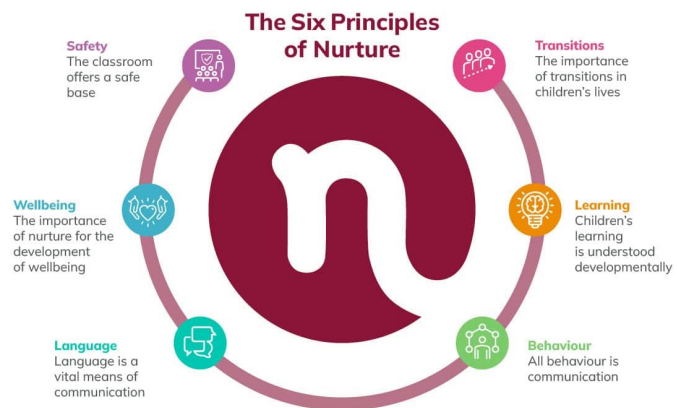 The Six Principles
of Nurture
Safety
The classroom
offers a safe
base
Transitions
The importance
of transitions in
children's lives
Wellbeing
The importance
of nurture for the
development
of wellbeing
Learning
Children's
learning
is understood
developmentally
Language
Language is a
vital means of
communication
Behaviour
All behaviour is
communication
n